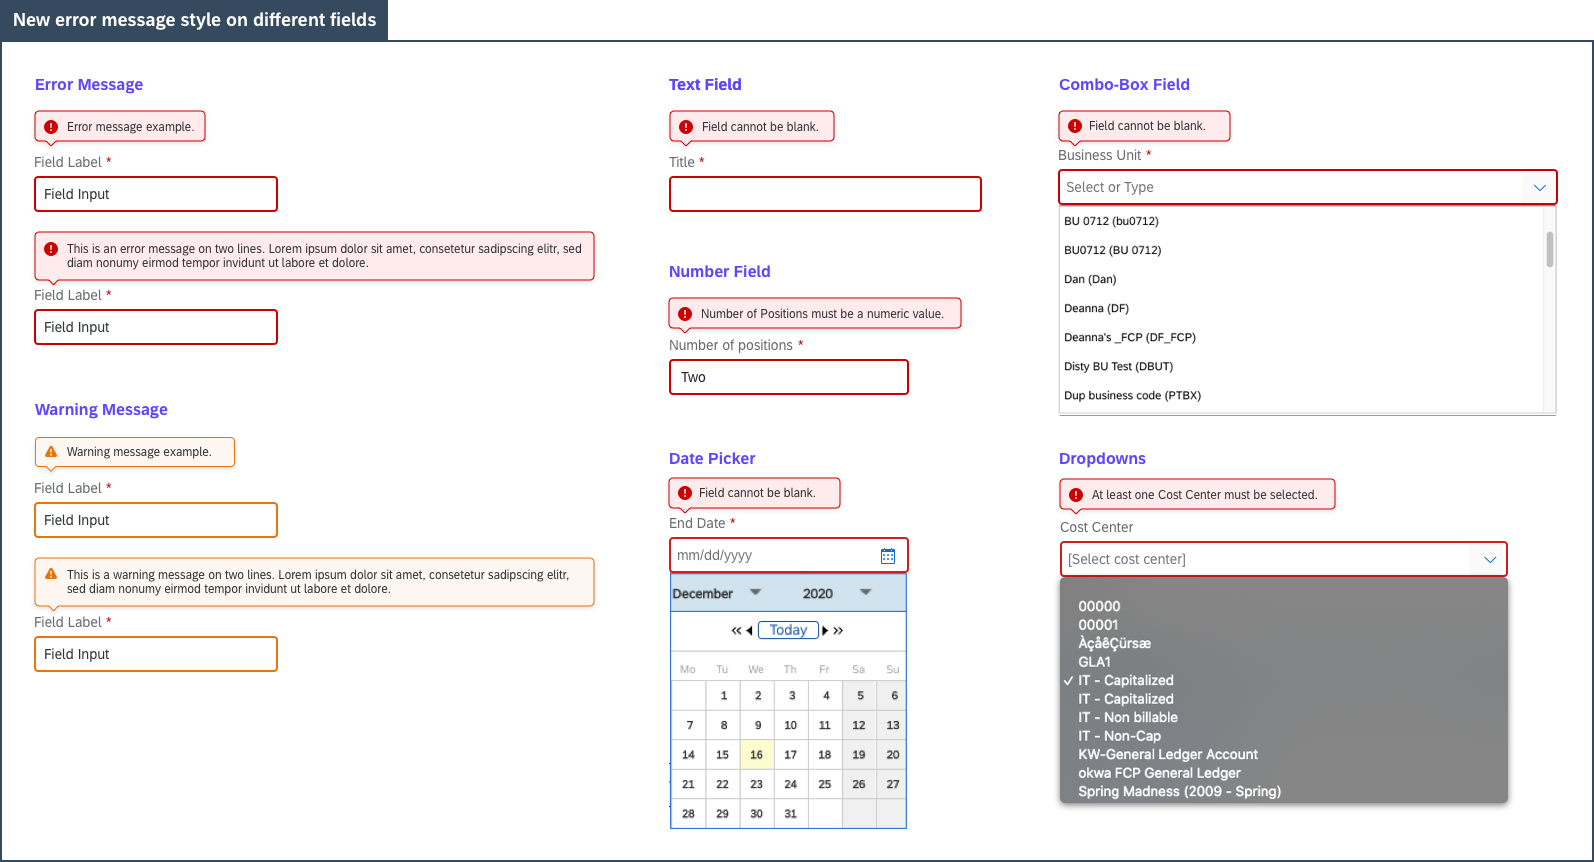 New error message style on different fields
Error Message
Error message example.
Field Label *
Field Input
This is an error message on two lines. Lorem ipsum dolor sit amet, consetetur sadipscing elitr, sed
diam nonumy eirmod tempor invidunt ut labore et dolore.
Field Label *
Field Input
Warning Message
Warning message example.
Field Label *
Field Input
This is a warning message on two lines. Lorem ipsum dolor sit amet, consetetur sadipscing elitr,
sed diam nonumy eirmod tempor invidunt ut labore et dolore.
Field Label *
Field Input
Text Field
Field cannot be blank.
Title *
Number Field
Number of Positions must be a numeric value.
Number of positions *
Two
Date Picker
Field cannot be blank.
End Date *
mm/dd/yyyy
December 2020
Today
Mo Tu We Th Fr Sa Su
1 2 3 4 5 6
7 8 9 10 11 12 13
14 15 16 17 18 19 20
21 22 23 24 25 26 27
28 29 30 31
Combo-Box Field
Field cannot be blank.
Business Unit *
Select or Type
BU 0712 (bu0712)
BU0712 (BU 0712)
Dan (Dan)
Deanna (DF)
Deanna's _FCP (DF_FCP)
Disty BU Test (DBUT)
Dup business code (PTBX)
Dropdowns
At least one Cost Center must be selected.
Cost Center
[Select cost center]
00000
00001
ÀçåêÇürsæ
GLA1
✓ IT - Capitalized
IT - Capitalized
IT - Non billable
IT - Non-Cap
KW-General Ledger Account
okwa FCP General Ledger
Spring Madness (2009 - Spring)